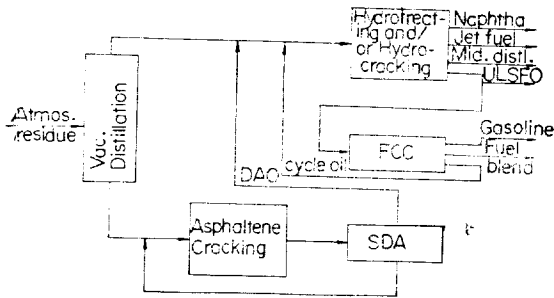 Hydrotrect-
ing and/
or Hydro-
cracking
Naphtha
Jet fuel
Mid. distl.
ULSFO
Atmos.
residue
Vac.
Distillation
Gasoline
Fuel
blend
FCC
cycle oil
DAO
Asphaltene
Cracking
SDA